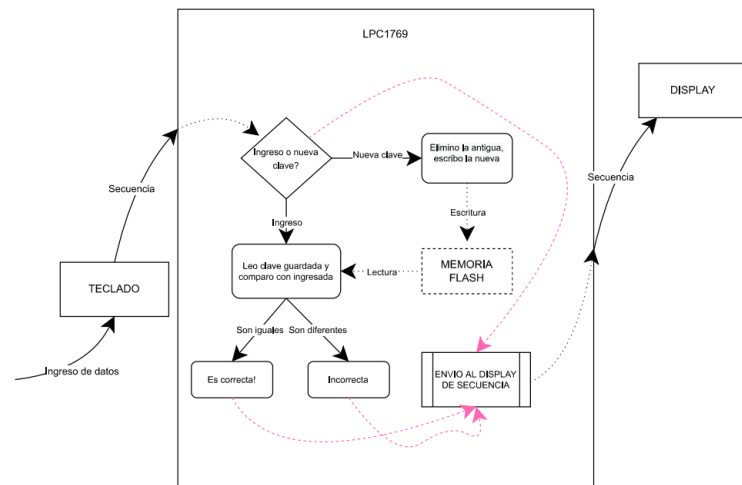 LPC1769
DISPLAY
Ingreso o nueva
clave?
Nueva clave
Elimino la antigua,
escribo la nueva
Secuencia
Secuencia
Escritura
Ingreso
TECLADO
Leo clave guardada y
comparo con ingresada
Lectura
MEMORIA
FLASH
Son iguales
Son diferentes
Ingreso de datos
Es correcta!
Incorrecta
ENVIO AL DISPLAY
DE SECUENCIA